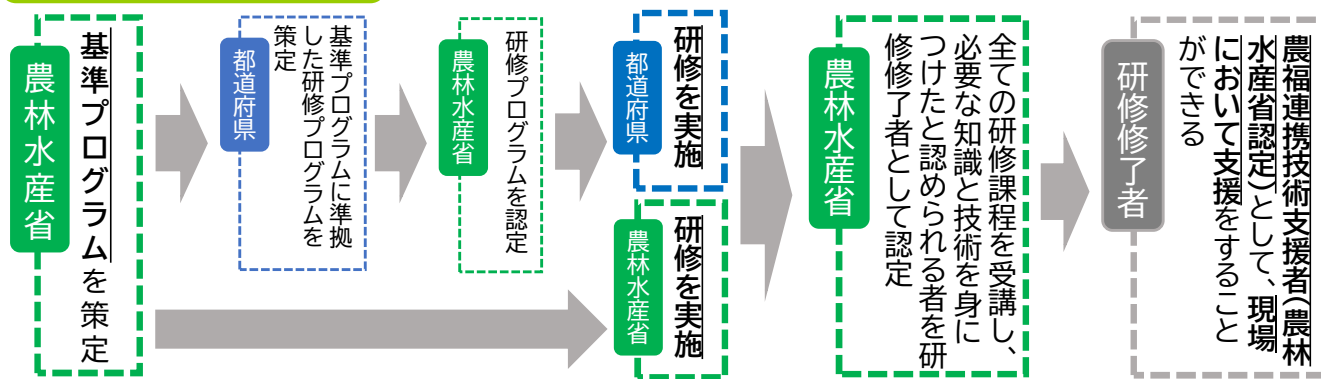 農林水産省
基準プログラムを策定
都道府県
基準プログラムに準拠
した研修プログラムを
策定
農林水産省
研修プログラムを認定
都道府県
研修を実施
農林水産省
研修を実施
農林水産省
全ての研修課程を受講し、
必要な知識と技術を身に
つけたと認められる者を研
修修了者として認定
研修修了者
農福連携技術支援者(農林
水産省認定)として、現場
において支援をすること
ができる